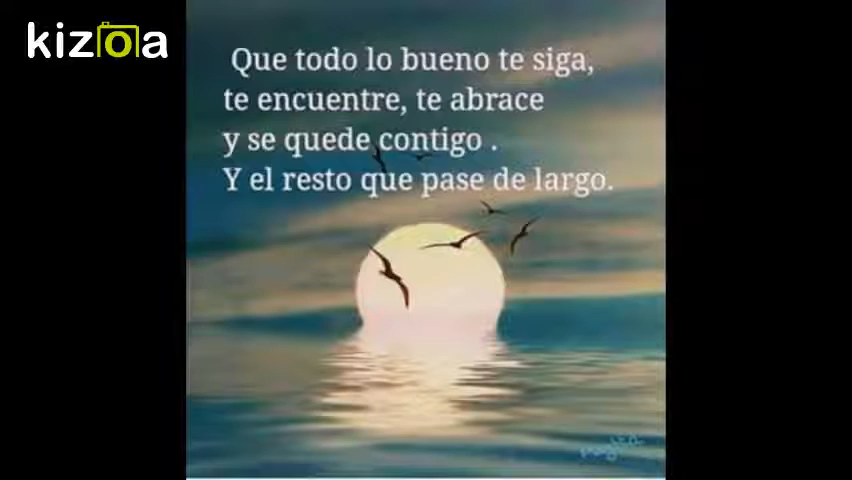 kizoa
Que todo lo bueno te siga,
te encuentre, te abrace
y se quede contigo .
Y el resto que pase de largo.